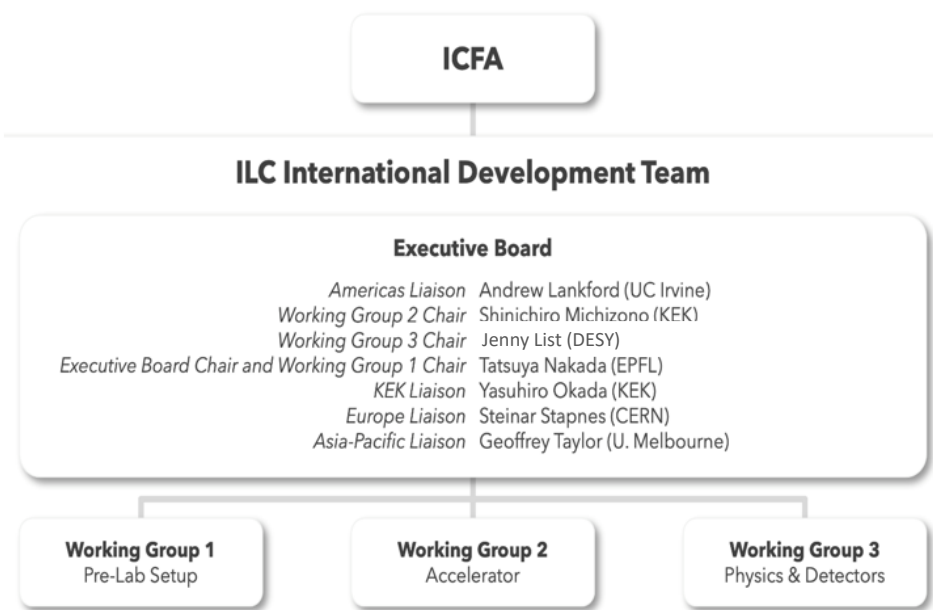 ICFA
ILC International Development Team
Executive Board
Americas Liaison Andrew Lankford (UC Irvine)
Working Group 2 Chair Shinichiro Michizono (KEK)
Working Group 3 Chair Jenny List (DESY)
Executive Board Chair and Working Group 1 Chair Tatsuya Nakada (EPFL)
KEK Liaison Yasuhiro Okada (KEK)
Europe Liaison Steinar Stapnes (CERN)
Asia-Pacific Liaison Geoffrey Taylor (U. Melbourne)
Working Group 1
Pre-Lab Setup
Working Group 2
Accelerator
Working Group 3
Physics & Detectors